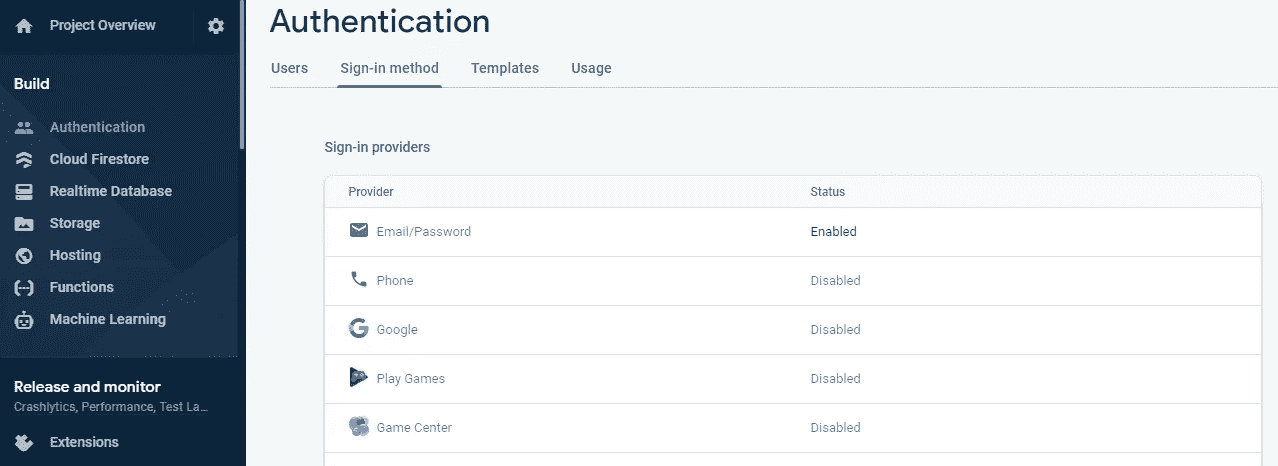 Project Overview
Build
Authentication
Cloud Firestore
Realtime Database
Storage
Hosting
Functions
Machine Learning
Release and monitor
Crashlytics, Performance, Test La...
Extensions
Authentication
Users Sign-in method Templates Usage
Sign-in providers
Provider Status
Email/Password Enabled
Phone Disabled
Google Disabled
Play Games Disabled
Game Center Disabled